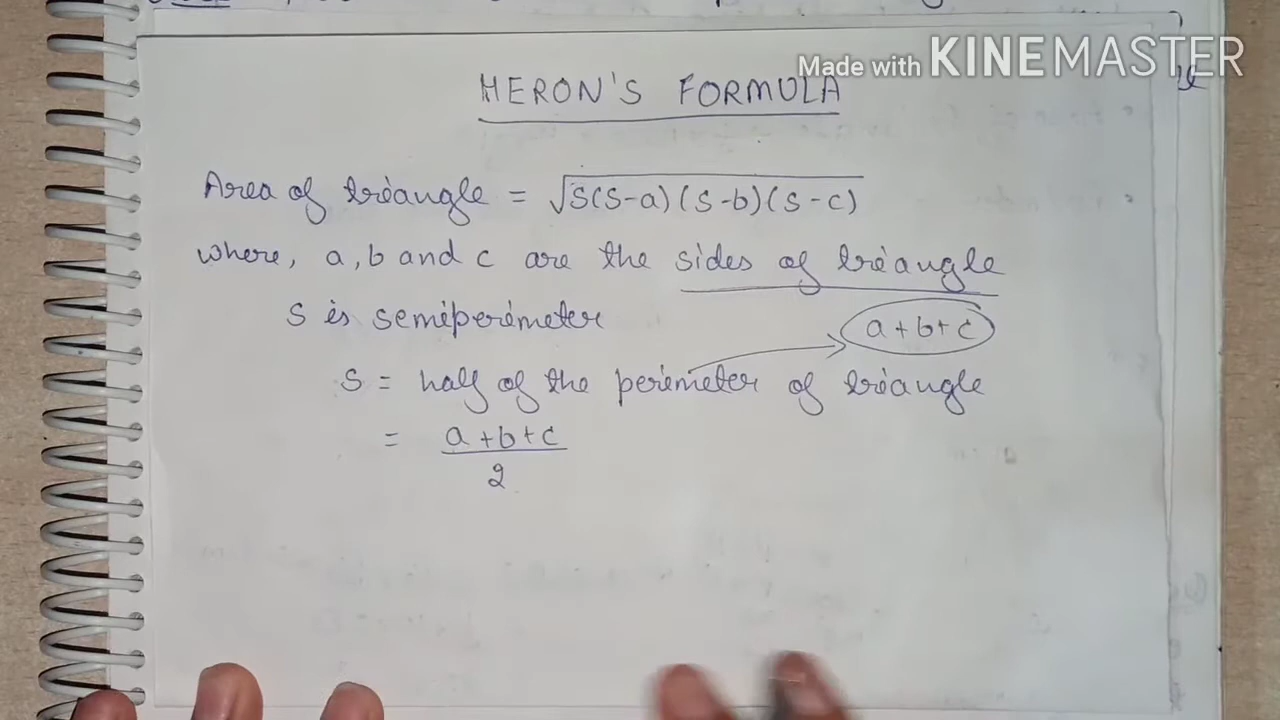 Made with KINEMASTER
HERON'S FORMULA
Area of triangle = √s(s-a)(s-b)(s-c)
where, a, b and c are the sides of triangle
s is semiperimeter
a+b+c
s = half of the perimeter of triangle
= a+b+c
2